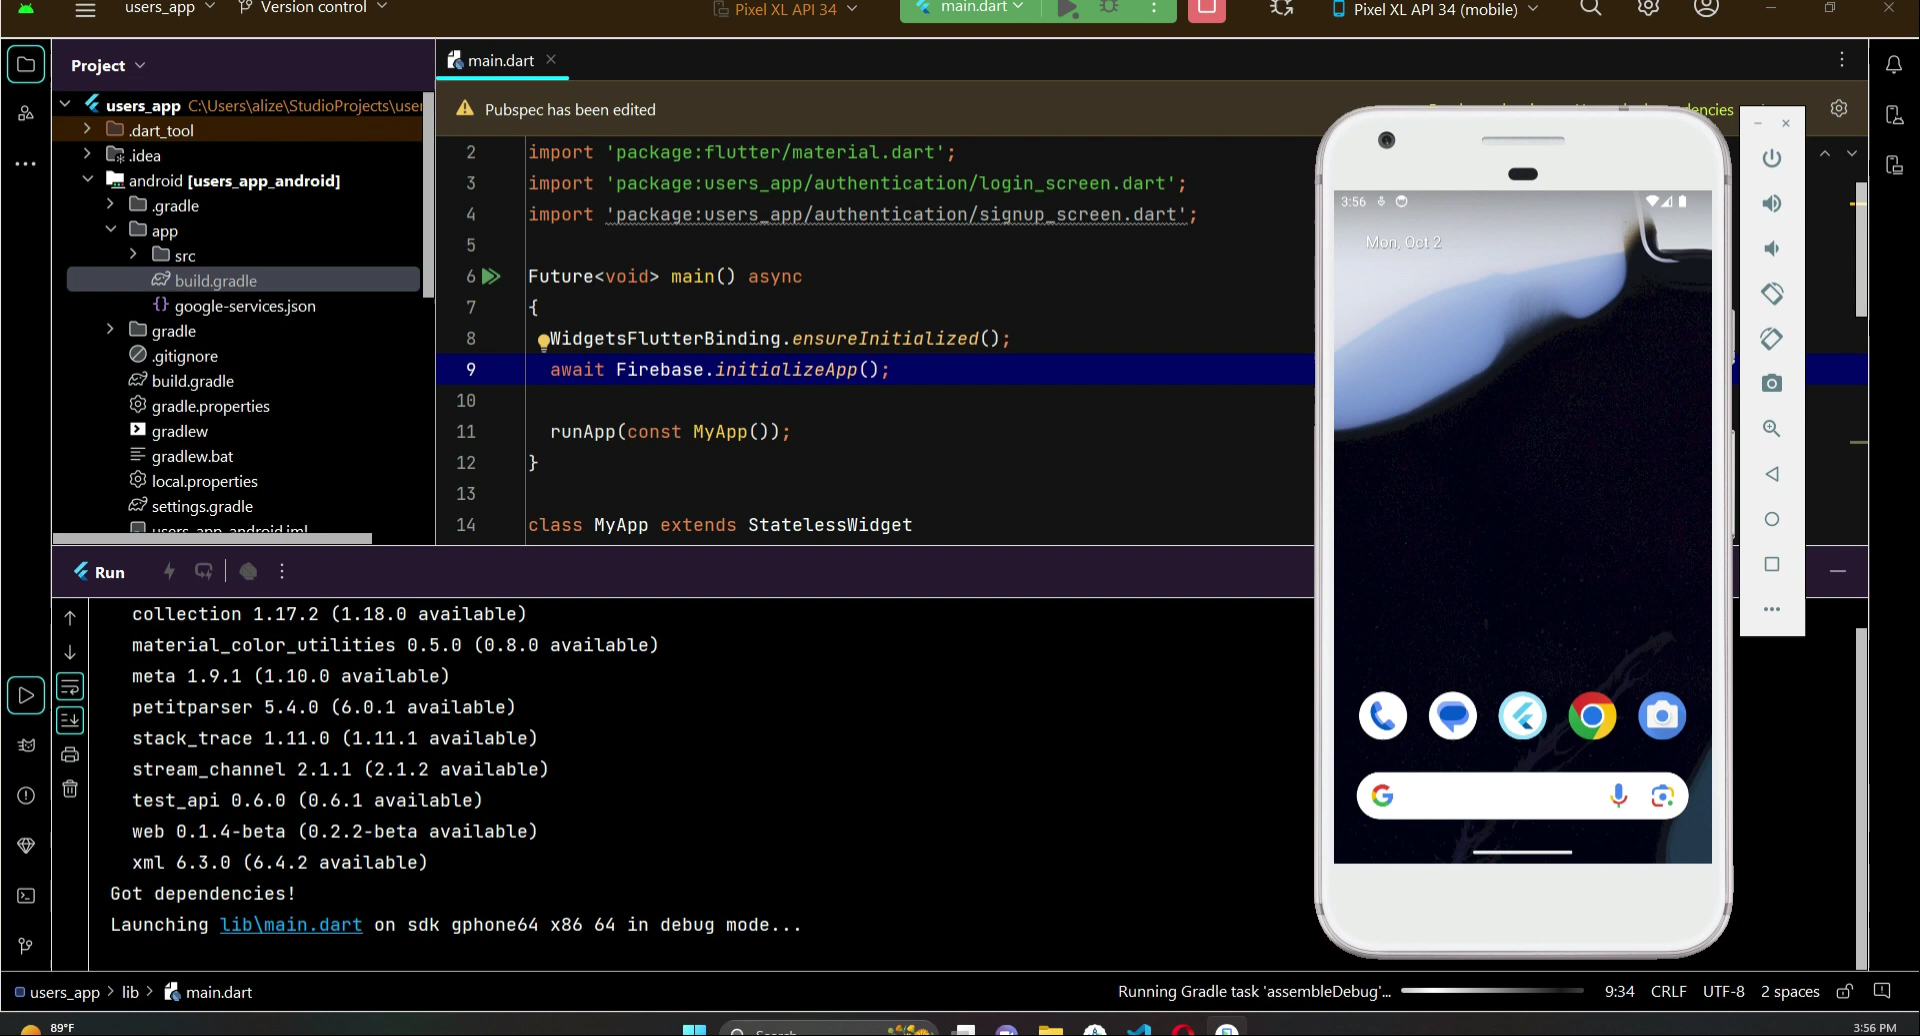 users_app
Version control
Pixel XL API 34
main.dart
Pixel XL API 34 (mobile)
Project
main.dart
users_app C:\Users\alize\StudioProjects\user
Pubspec has been edited
encies
.dart_tool
.idea
android [users_app_android]
.gradle
app
src
build.gradle
google-services.json
gradle
.gitignore
build.gradle
gradle.properties
gradlew
gradlew.bat
local.properties
settings.gradle
users_app_android.iml
2 import 'package:flutter/material.dart';
3 import 'package:users_app/authentication/login_screen.dart';
4 import 'package:users_app/authentication/signup_screen.dart';
5
6 Future<void> main() async
7 {
8 WidgetsFlutterBinding.ensureInitialized();
9 await Firebase.initializeApp();
10
11 runApp(const MyApp());
12 }
13
14 class MyApp extends StatelessWidget
3:56
Mon, Oct 2
Run
collection 1.17.2 (1.18.0 available)
material_color_utilities 0.5.0 (0.8.0 available)
meta 1.9.1 (1.10.0 available)
petitparser 5.4.0 (6.0.1 available)
stack_trace 1.11.0 (1.11.1 available)
stream_channel 2.1.1 (2.1.2 available)
test_api 0.6.0 (0.6.1 available)
web 0.1.4-beta (0.2.2-beta available)
xml 6.3.0 (6.4.2 available)
Got dependencies!
Launching lib\main.dart on sdk gphone64 x86 64 in debug mode...
users_app > lib > main.dart
Running Gradle task 'assembleDebug'...
9:34 CRLF UTF-8 2 spaces
89°F
Search
3:56 PM